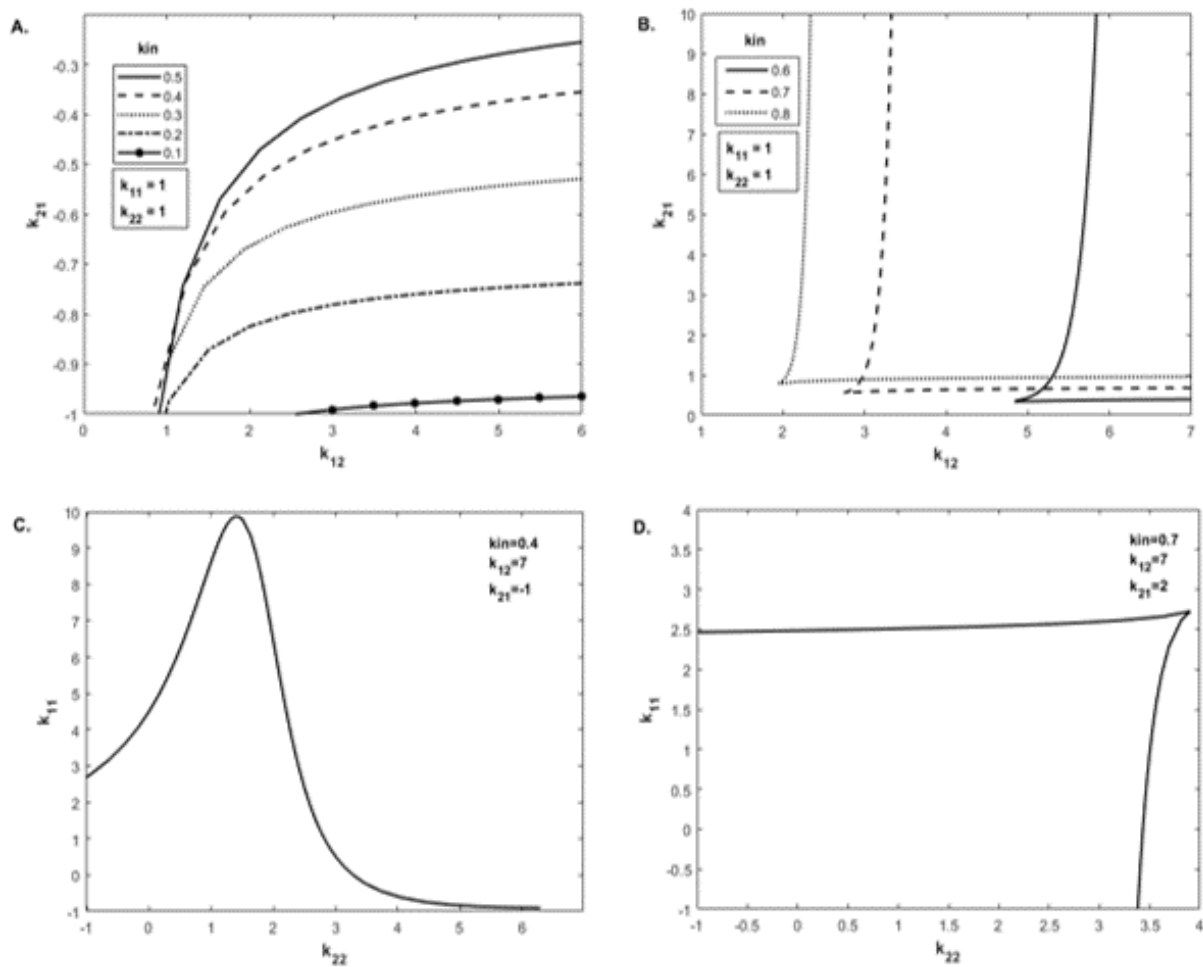 A.
kin
0.5
0.4
0.3
0.2
0.1
k11 = 1
k22 = 1
-0.3
-0.4
-0.5
-0.6
-0.7
-0.8
-0.9
-1
k21
0 1 2 3 4 5 6
k12
B.
kin
0.6
0.7
0.8
k11 = 1
k22 = 1
10
9
8
7
6
5
4
3
2
1
0
k21
1 2 3 4 5 6 7
k12
C.
kin=0.4
k12=7
k21=-1
10
9
8
7
6
5
4
3
2
1
0
-1
k11
-1 0 1 2 3 4 5 6
k22
D.
kin=0.7
k12=7
k21=2
4
3.5
3
2.5
2
1.5
1
0.5
0
-0.5
-1
k11
-1 -0.5 0 0.5 1 1.5 2 2.5 3 3.5 4
k22